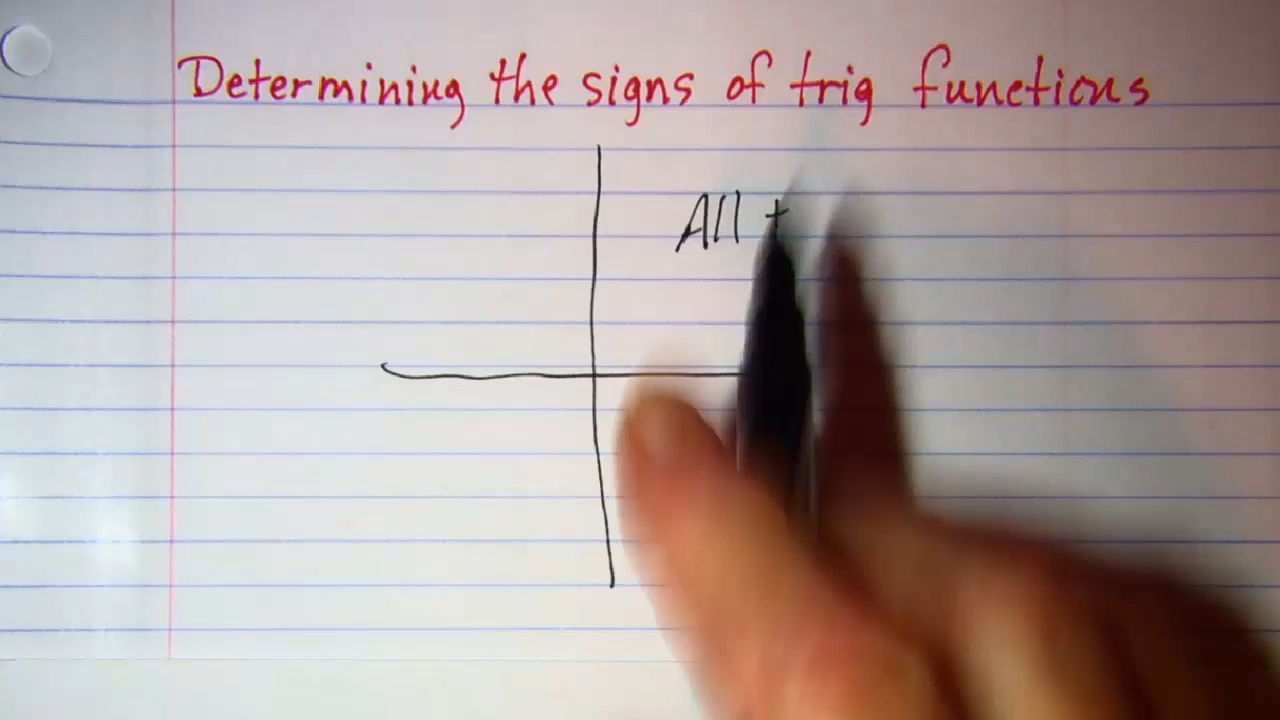 Determining the signs of trig functions
All +